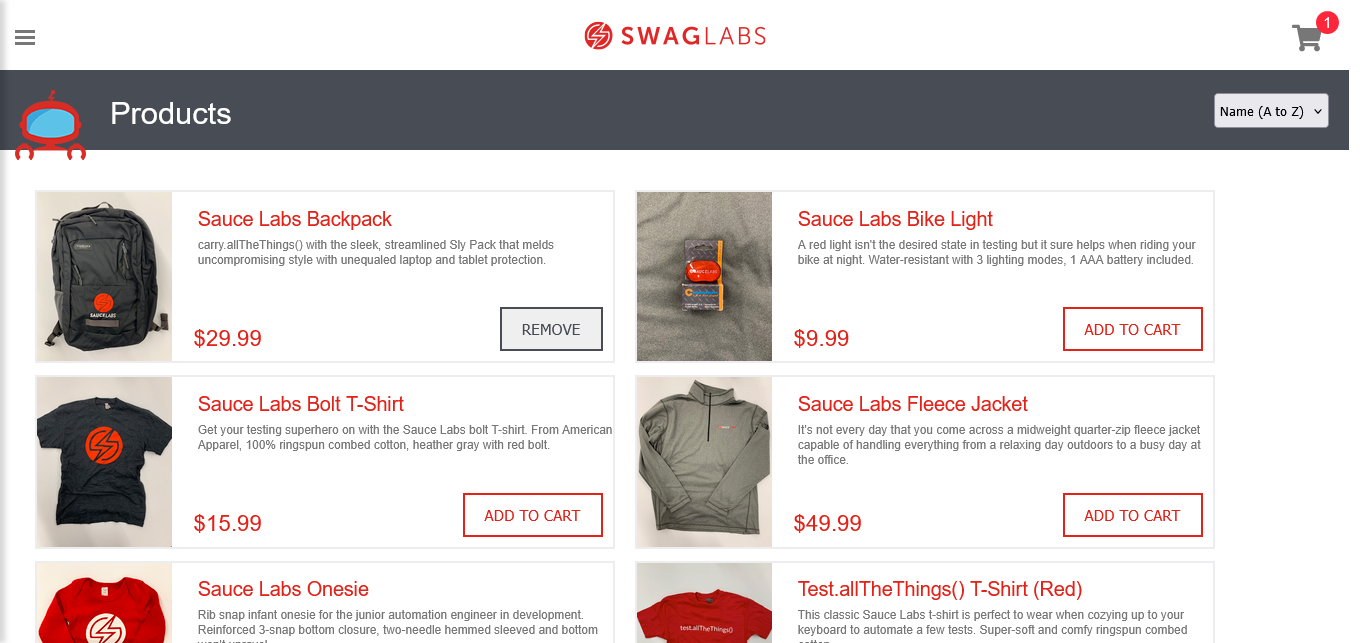 SWAGLABS
1
Products
Name (A to Z)
Sauce Labs Backpack
carry.allTheThings() with the sleek, streamlined Sly Pack that melds
uncompromising style with unequaled laptop and tablet protection.
$29.99
REMOVE
SAUCELABS
Sauce Labs Bike Light
A red light isn't the desired state in testing but it sure helps when riding your
bike at night. Water-resistant with 3 lighting modes, 1 AAA battery included.
$9.99
ADD TO CART
SAUCELABS
Sauce Labs Bolt T-Shirt
Get your testing superhero on with the Sauce Labs bolt T-shirt. From American
Apparel, 100% ringspun combed cotton, heather gray with red bolt.
$15.99
ADD TO CART
Sauce Labs Fleece Jacket
It's not every day that you come across a midweight quarter-zip fleece jacket
capable of handling everything from a relaxing day outdoors to a busy day at
the office.
$49.99
ADD TO CART
Sauce Labs Onesie
Rib snap infant onesie for the junior automation engineer in development.
Reinforced 3-snap bottom closure, two-needle hemmed sleeved and bottom
won't unravel.
Test.allTheThings() T-Shirt (Red)
This classic Sauce Labs t-shirt is perfect to wear when cozying up to your
keyboard to automate a few tests. Super-soft and comfy ringspun combed
cotton.
test.allTheThings()